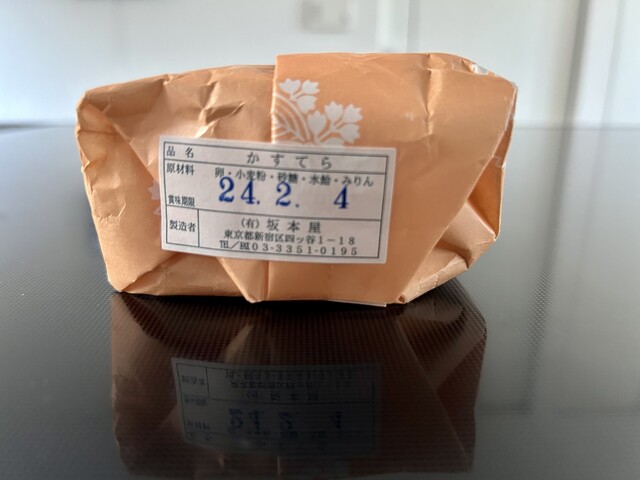 品名 かすてら
原材料 卵・小麦粉・砂糖・水飴・みりん
賞味期限 24.2.4
製造者 (有)坂本屋
東京都新宿区四ッ谷1-18
TEL/FAX 03-3351-0195